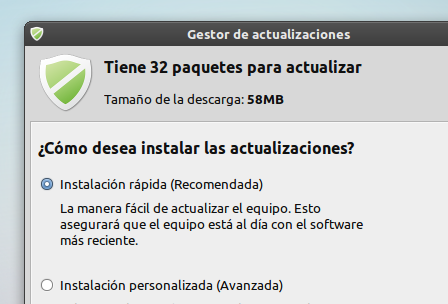 Gestor de actualizaciones
Tiene 32 paquetes para actualizar
Tamaño de la descarga: 58MB
¿Cómo desea instalar las actualizaciones?
Instalación rápida (Recomendada)
La manera fácil de actualizar el equipo. Esto
asegurará que el equipo está al día con el software
más reciente.
Instalación personalizada (Avanzada)